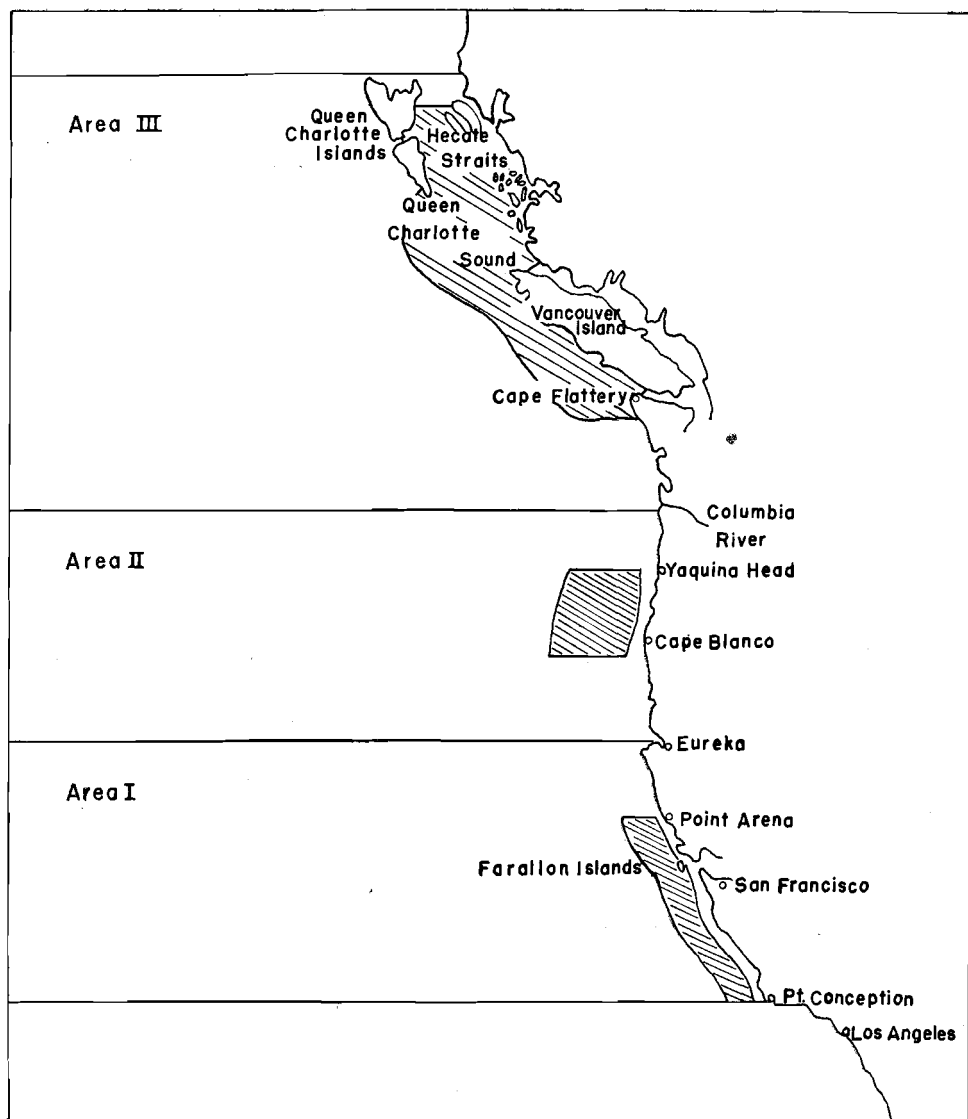 Area III
Queen
Charlotte
Islands
Hecate
Straits
Queen
Charlotte
Sound
Vancouver
Island
Cape Flattery
Columbia
River
Area II
Yaquina Head
Cape Blanco
Eureka
Area I
Point Arena
Farallon Islands
San Francisco
Pt. Conception
Los Angeles